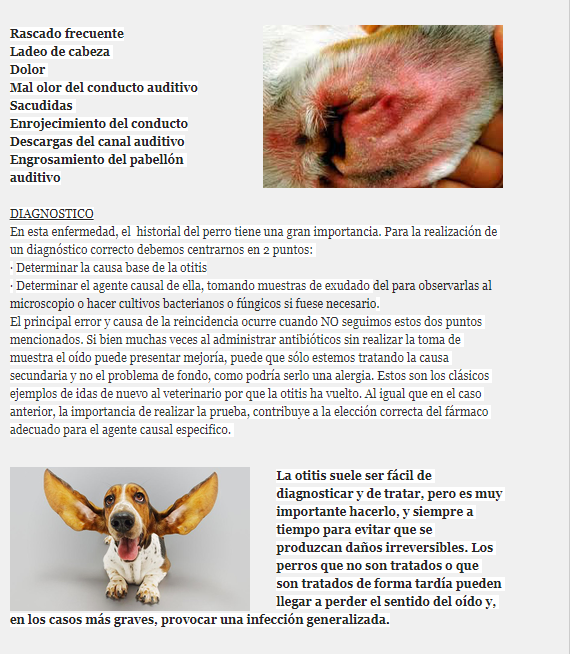 Rascado frecuente
Ladeo de cabeza
Dolor
Mal olor del conducto auditivo
Sacudidas
Enrojecimiento del conducto
Descargas del canal auditivo
Engrosamiento del pabellón
auditivo
DIAGNOSTICO
En esta enfermedad, el historial del perro tiene una gran importancia. Para la realización de
un diagnóstico correcto debemos centrarnos en 2 puntos:
· Determinar la causa base de la otitis
· Determinar el agente causal de ella, tomando muestras de exudado del para observarlas al
microscopio o hacer cultivos bacterianos o fúngicos si fuese necesario.
El principal error y causa de la reincidencia ocurre cuando NO seguimos estos dos puntos
mencionados. Si bien muchas veces al administrar antibióticos sin realizar la toma de
muestra el oído puede presentar mejoría, puede que sólo estemos tratando la causa
secundaria y no el problema de fondo, como podría serlo una alergia. Estos son los clásicos
ejemplos de idas de nuevo al veterinario por que la otitis ha vuelto. Al igual que en el caso
anterior, la importancia de realizar la prueba, contribuye a la elección correcta del fármaco
adecuado para el agente causal especifico.
La otitis suele ser fácil de
diagnosticar y de tratar, pero es muy
importante hacerlo, y siempre a
tiempo para evitar que se
produzcan daños irreversibles. Los
perros que no son tratados o que
son tratados de forma tardía pueden
llegar a perder el sentido del oído y,
en los casos más graves, provocar una infección generalizada.